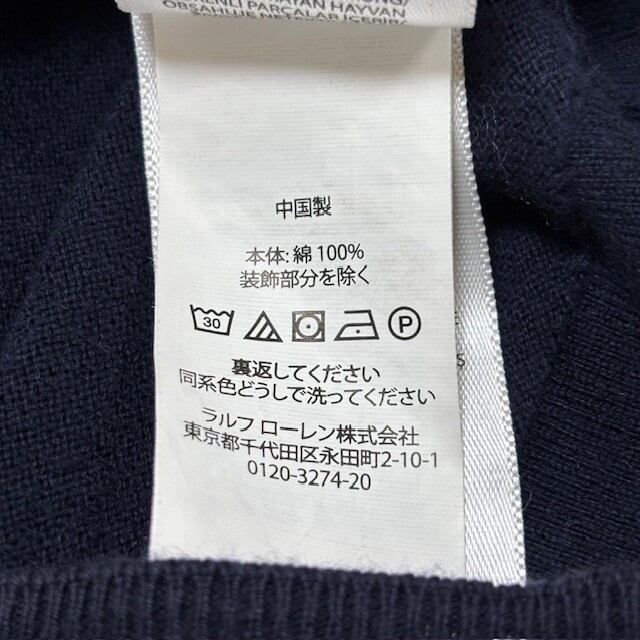 中国製
本体: 綿 100%
装飾部分を除く
30 P
裏返してください
同系色どうしで洗ってください
ラルフ ローレン株式会社
東京都千代田区永田町2-10-1
0120-3274-20
S